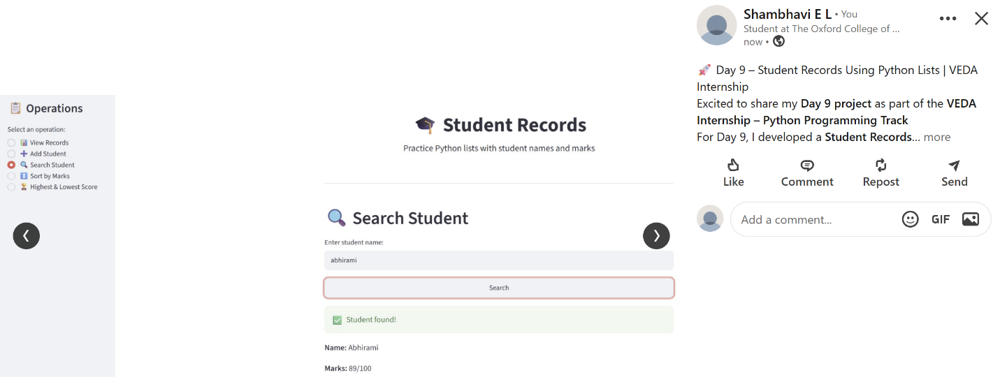 📋 Operations
Select an operation:
📊 View Records
➕ Add Student
🔍 Search Student
↕️ Sort by Marks
🏆 Highest & Lowest Score
🎓 Student Records
Practice Python lists with student names and marks
🔍 Search Student
Enter student name:
abhirami
Search
✅ Student found!
Name: Abhirami
Marks: 89/100
Shambhavi E L • You
Student at The Oxford College of ...
now •
🚀 Day 9 – Student Records Using Python Lists | VEDA
Internship
Excited to share my Day 9 project as part of the VEDA
Internship – Python Programming Track
For Day 9, I developed a Student Records... more
Like Comment Repost Send
Add a comment... GIF